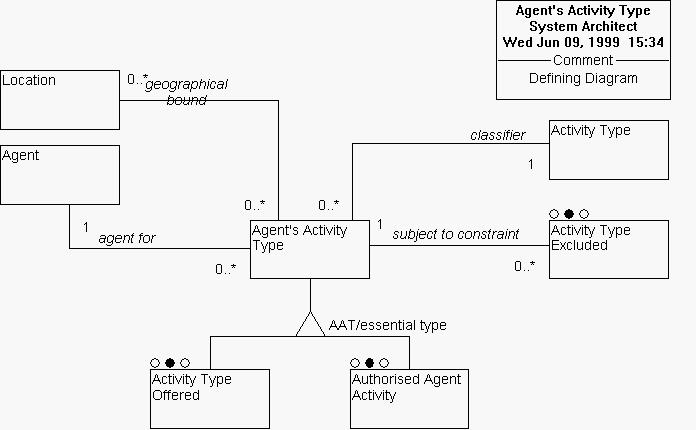 Agent's Activity Type
System Architect
Wed Jun 09, 1999  15:34
Comment
Defining Diagram
Location
0..*
geographical
bound
Agent
classifier
Activity Type
1
0..*
0..*
1
agent for
0..*
Agent's Activity
Type
1
subject to constraint
0..*
Activity Type
Excluded
AAT/essential type
Activity Type
Offered
Authorised Agent
Activity